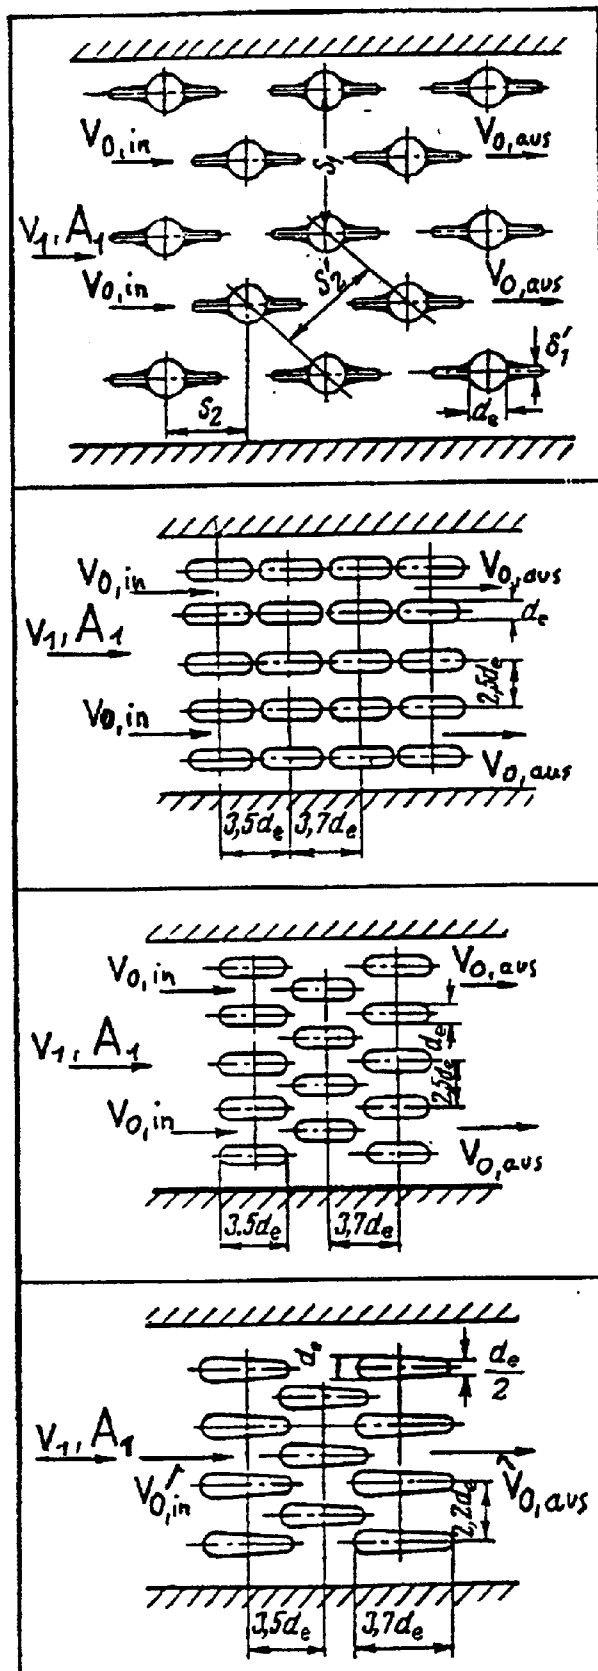 V₀,in
V₀,aus
S₁
V₁, A₁
V₀,in
S₂′
V₀,aus
δ₁′
S₂
dₑ
V₀,in
V₀,aus
V₁, A₁
dₑ
2,5dₑ
V₀,in
V₀,aus
3,5dₑ 3,7dₑ
V₀,in
V₀,aus
V₁, A₁
dₑ
2,5dₑ
V₀,in
V₀,aus
3.5dₑ 3,7dₑ
dₑ
dₑ/2
V₁, A₁
V₀,in
V₀,aus
2,2dₑ
3,5dₑ 3,7dₑ